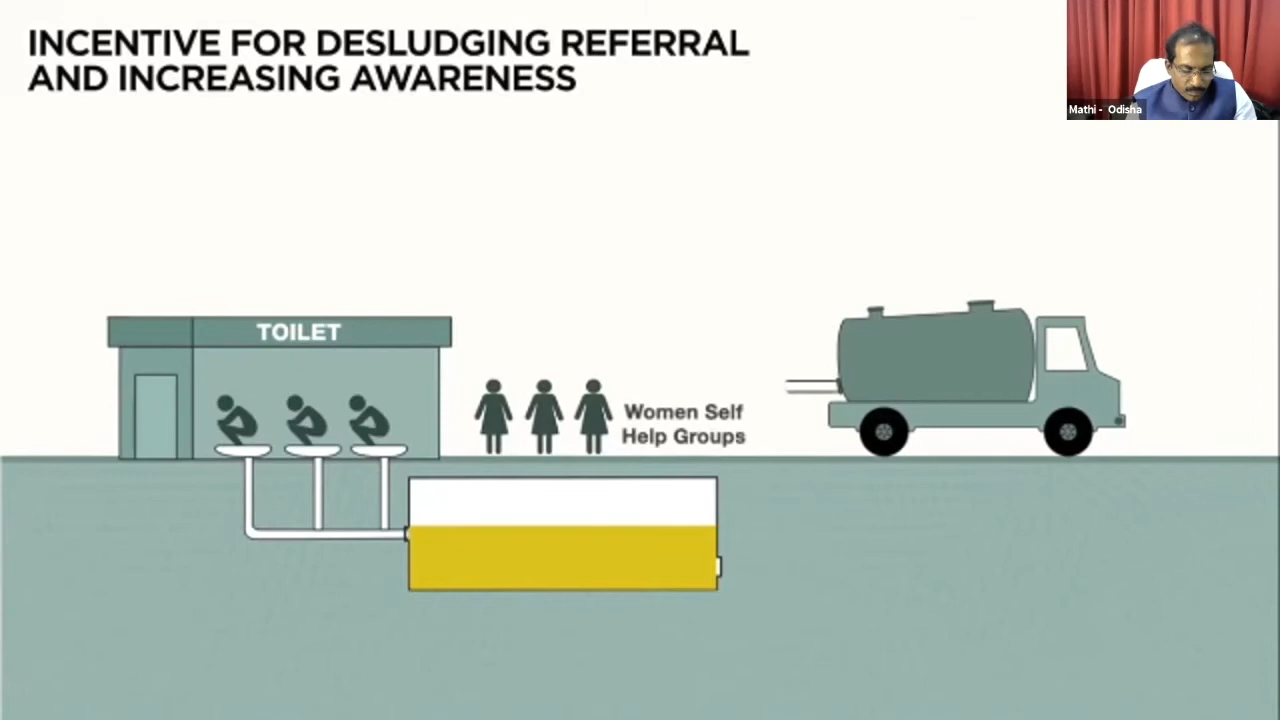 INCENTIVE FOR DESLUDGING REFERRAL
AND INCREASING AWARENESS
Mathi - Odisha
TOILET
Women Self
Help Groups